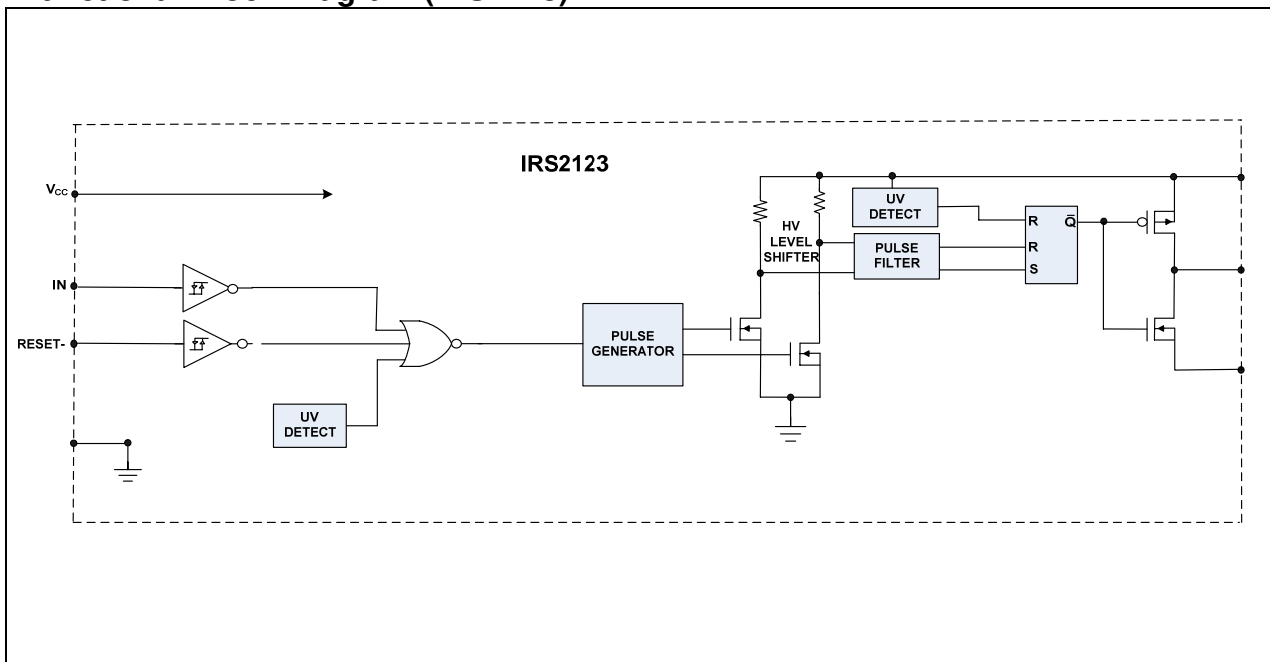 IRS2123
VCC
IN
RESET-
UV
DETECT
PULSE
GENERATOR
HV
LEVEL
SHIFTER
UV
DETECT
PULSE
FILTER
R
R
S
Q̅